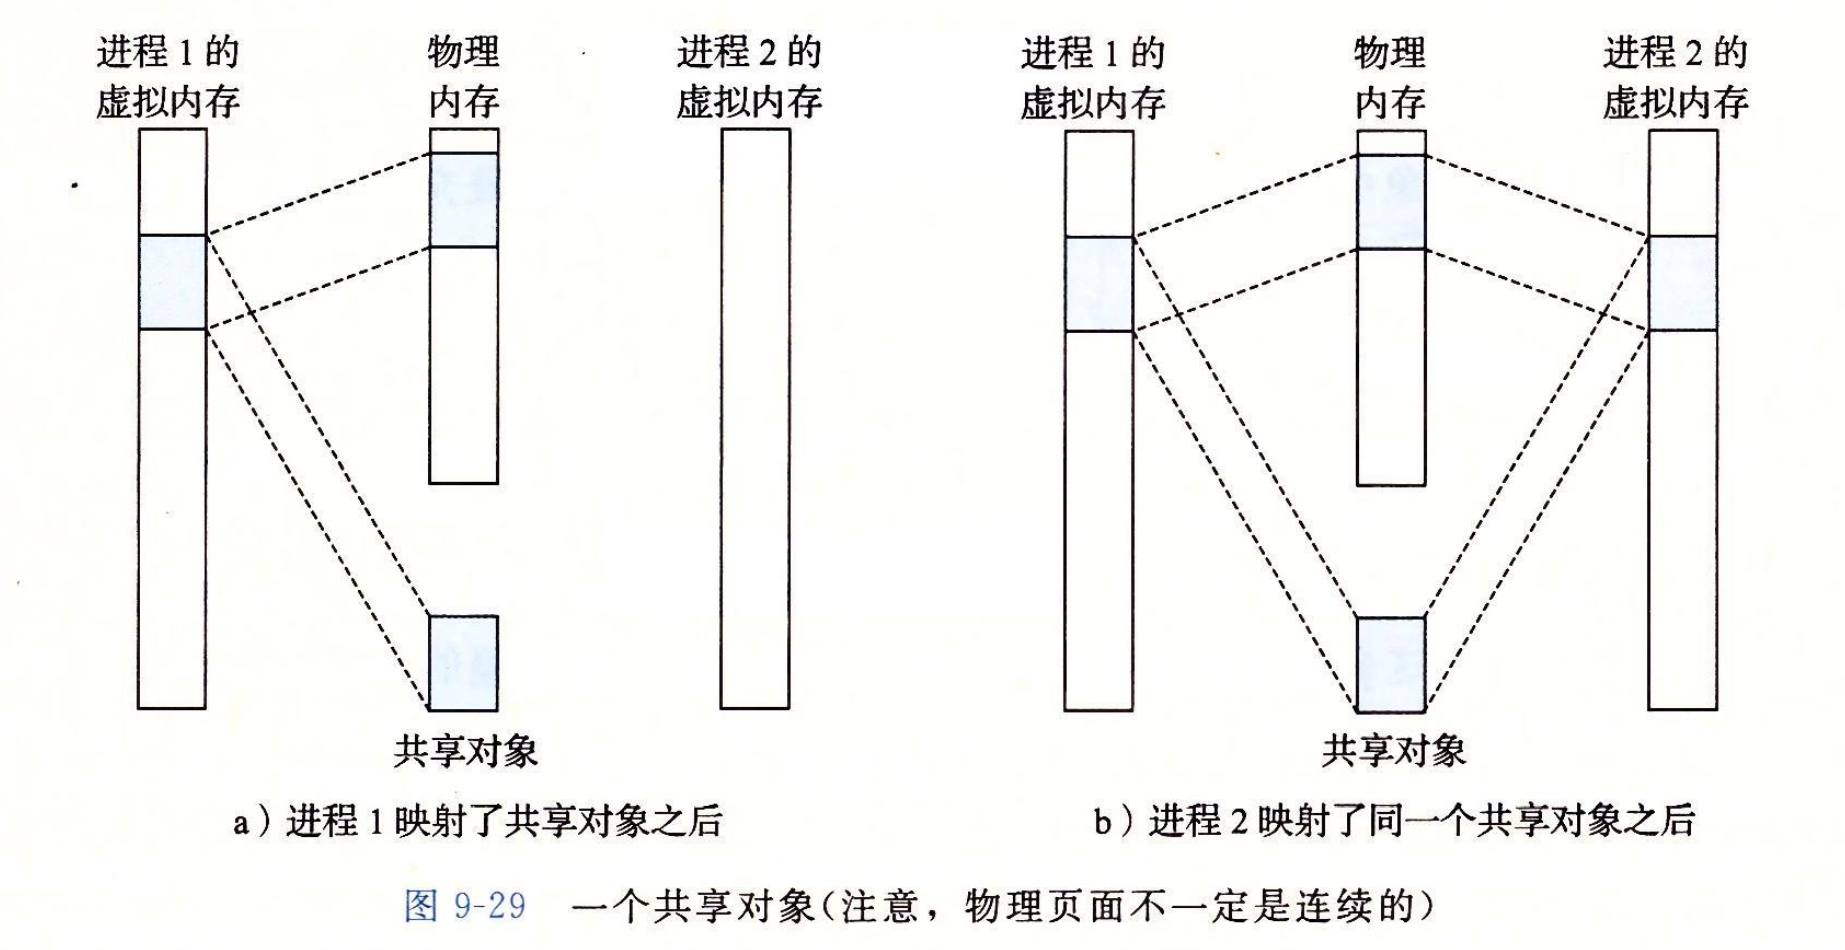 进程 1 的
虚拟内存
物理
内存
进程 2 的
虚拟内存
共享对象
a）进程 1 映射了共享对象之后
进程 1 的
虚拟内存
物理
内存
进程 2 的
虚拟内存
共享对象
b）进程 2 映射了同一个共享对象之后
图 9-29 一个共享对象（注意，物理页面不一定是连续的）